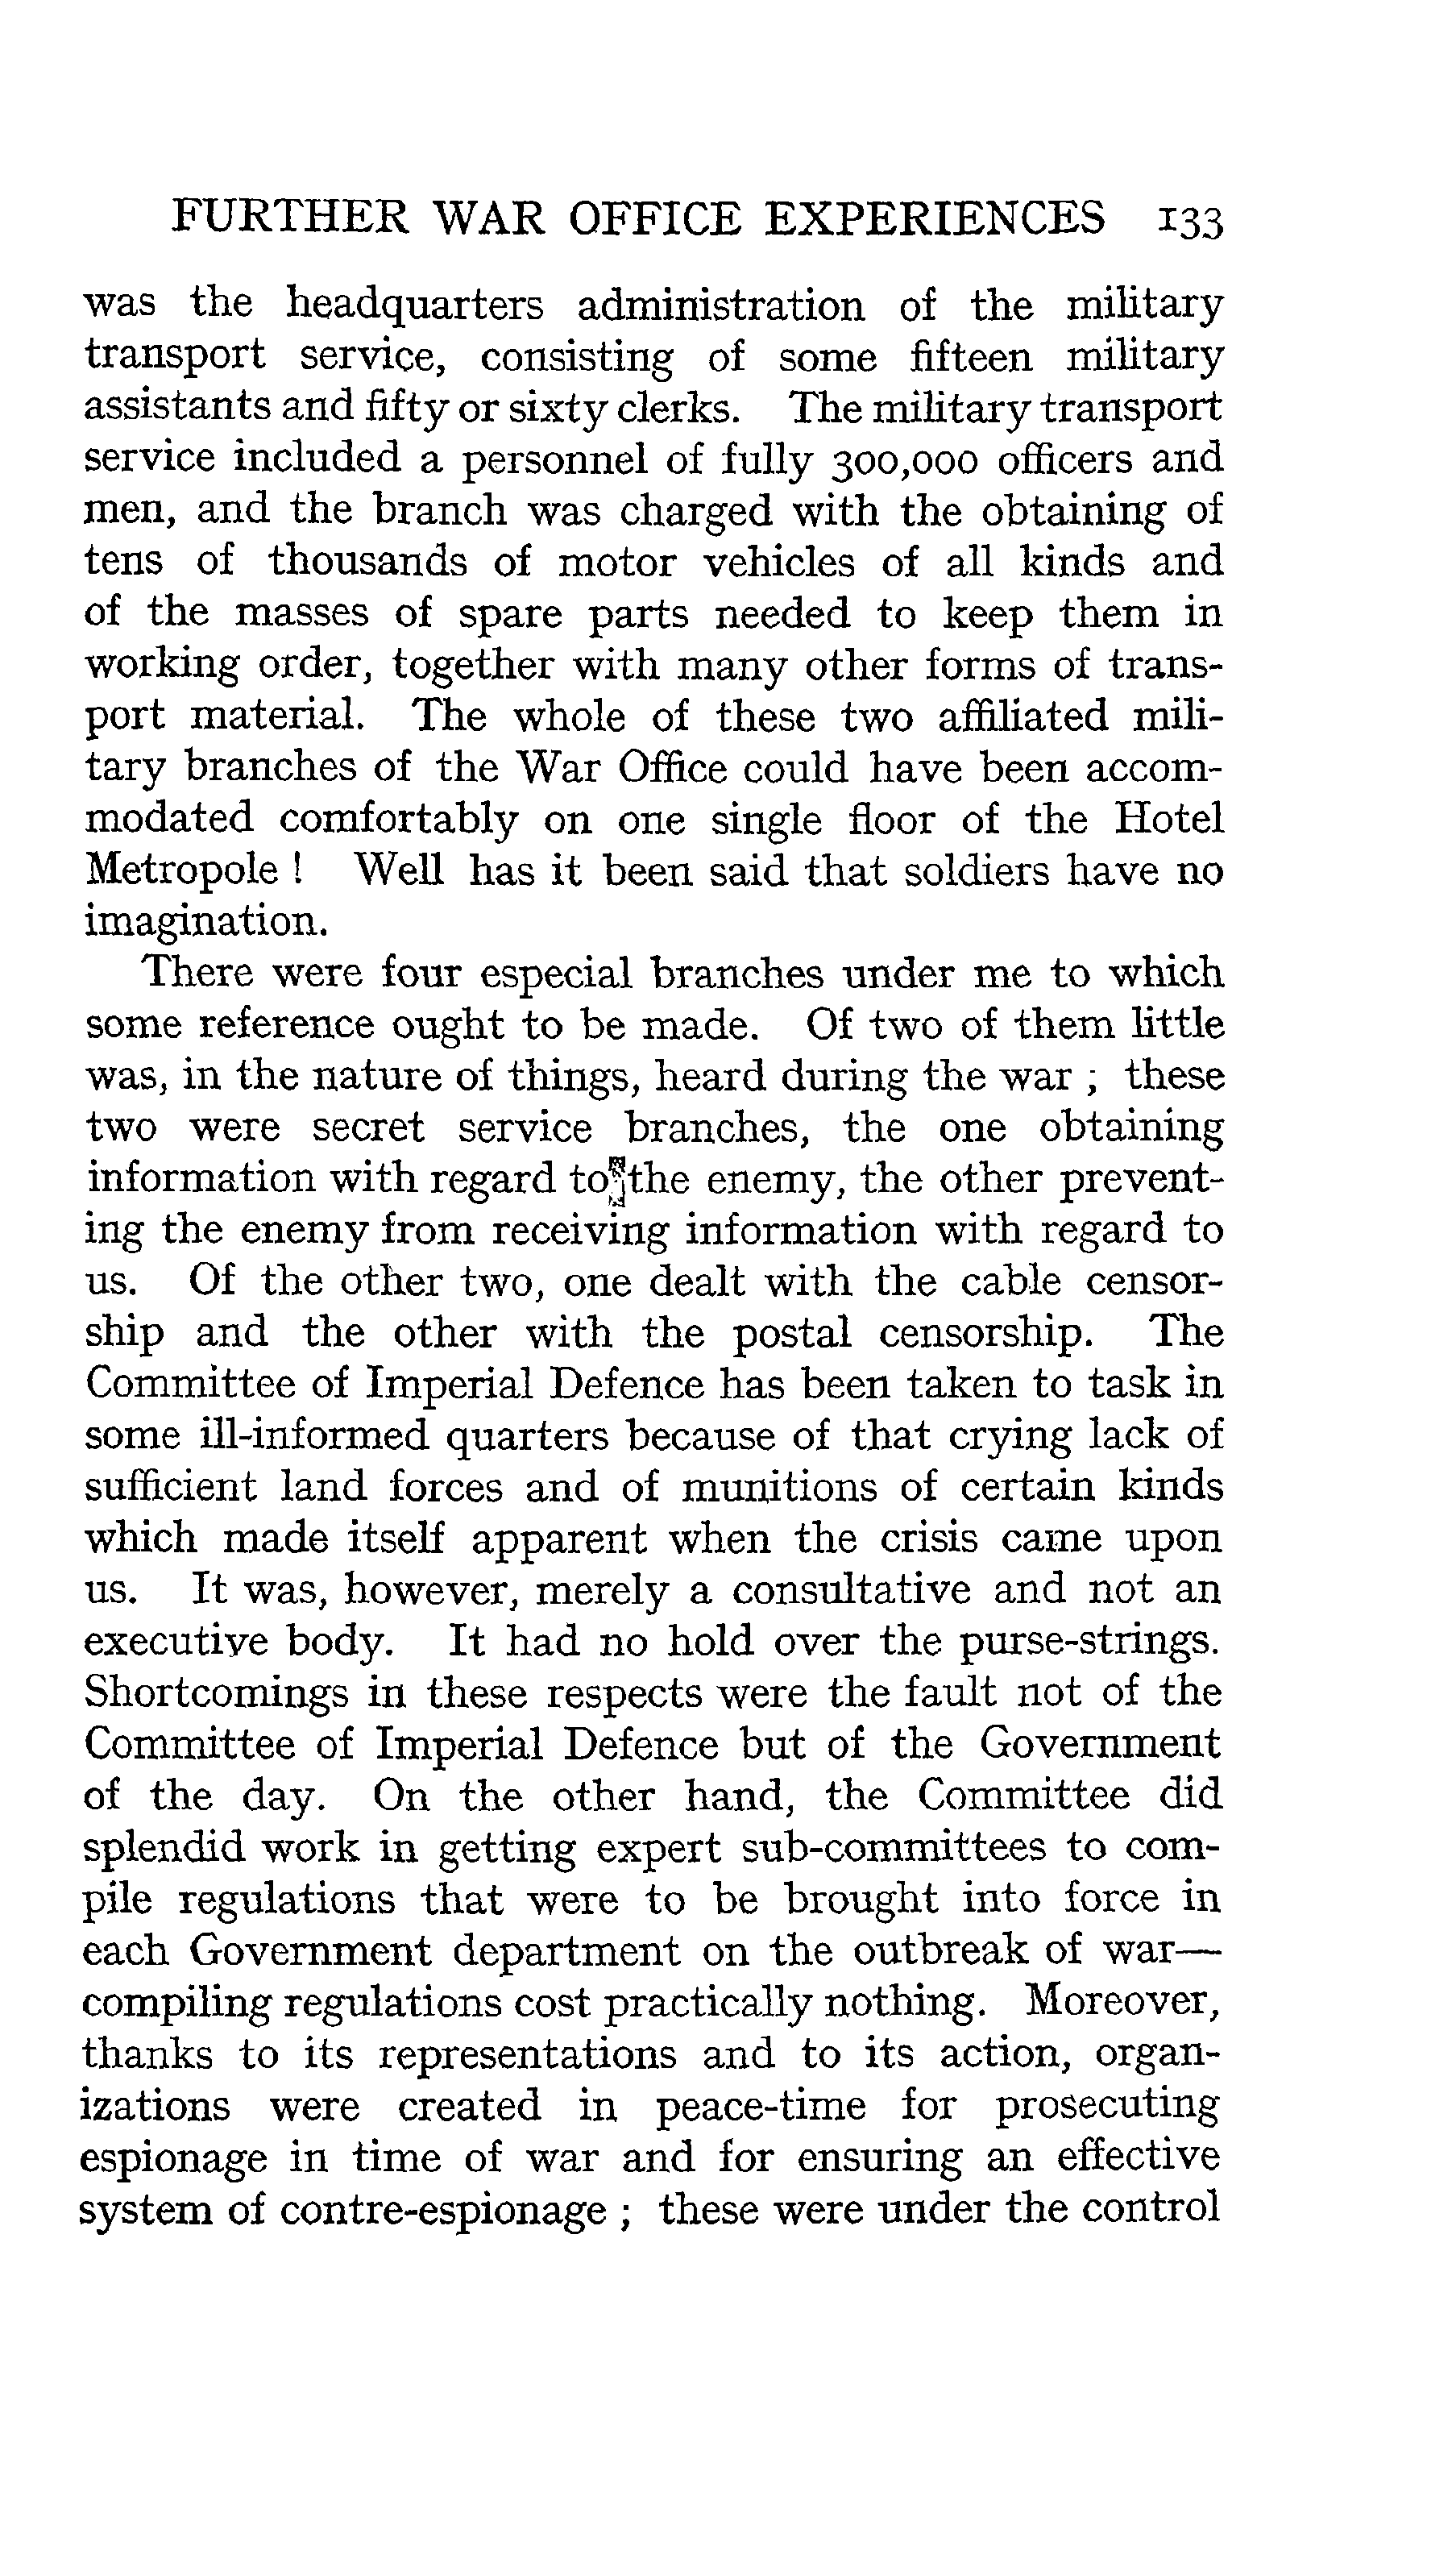 FURTHER WAR OFFICE EXPERIENCES 133
was the headquarters administration of the military
transport service, consisting of some fifteen military
assistants and fifty or sixty clerks. The military transport
service included a personnel of fully 300,000 officers and
men, and the branch was charged with the obtaining of
tens of thousands of motor vehicles of all kinds and
of the masses of spare parts needed to keep them in
working order, together with many other forms of trans-
port material. The whole of these two affiliated mili-
tary branches of the War Office could have been accom-
modated comfortably on one single floor of the Hotel
Metropole ! Well has it been said that soldiers have no
imagination.
There were four especial branches under me to which
some reference ought to be made. Of two of them little
was, in the nature of things, heard during the war ; these
two were secret service branches, the one obtaining
information with regard to the enemy, the other prevent-
ing the enemy from receiving information with regard to
us. Of the other two, one dealt with the cable censor-
ship and the other with the postal censorship. The
Committee of Imperial Defence has been taken to task in
some ill-informed quarters because of that crying lack of
sufficient land forces and of munitions of certain kinds
which made itself apparent when the crisis came upon
us. It was, however, merely a consultative and not an
executive body. It had no hold over the purse-strings.
Shortcomings in these respects were the fault not of the
Committee of Imperial Defence but of the Government
of the day. On the other hand, the Committee did
splendid work in getting expert sub-committees to com-
pile regulations that were to be brought into force in
each Government department on the outbreak of war—
compiling regulations cost practically nothing. Moreover,
thanks to its representations and to its action, organ-
izations were created in peace-time for prosecuting
espionage in time of war and for ensuring an effective
system of contre-espionage ; these were under the control